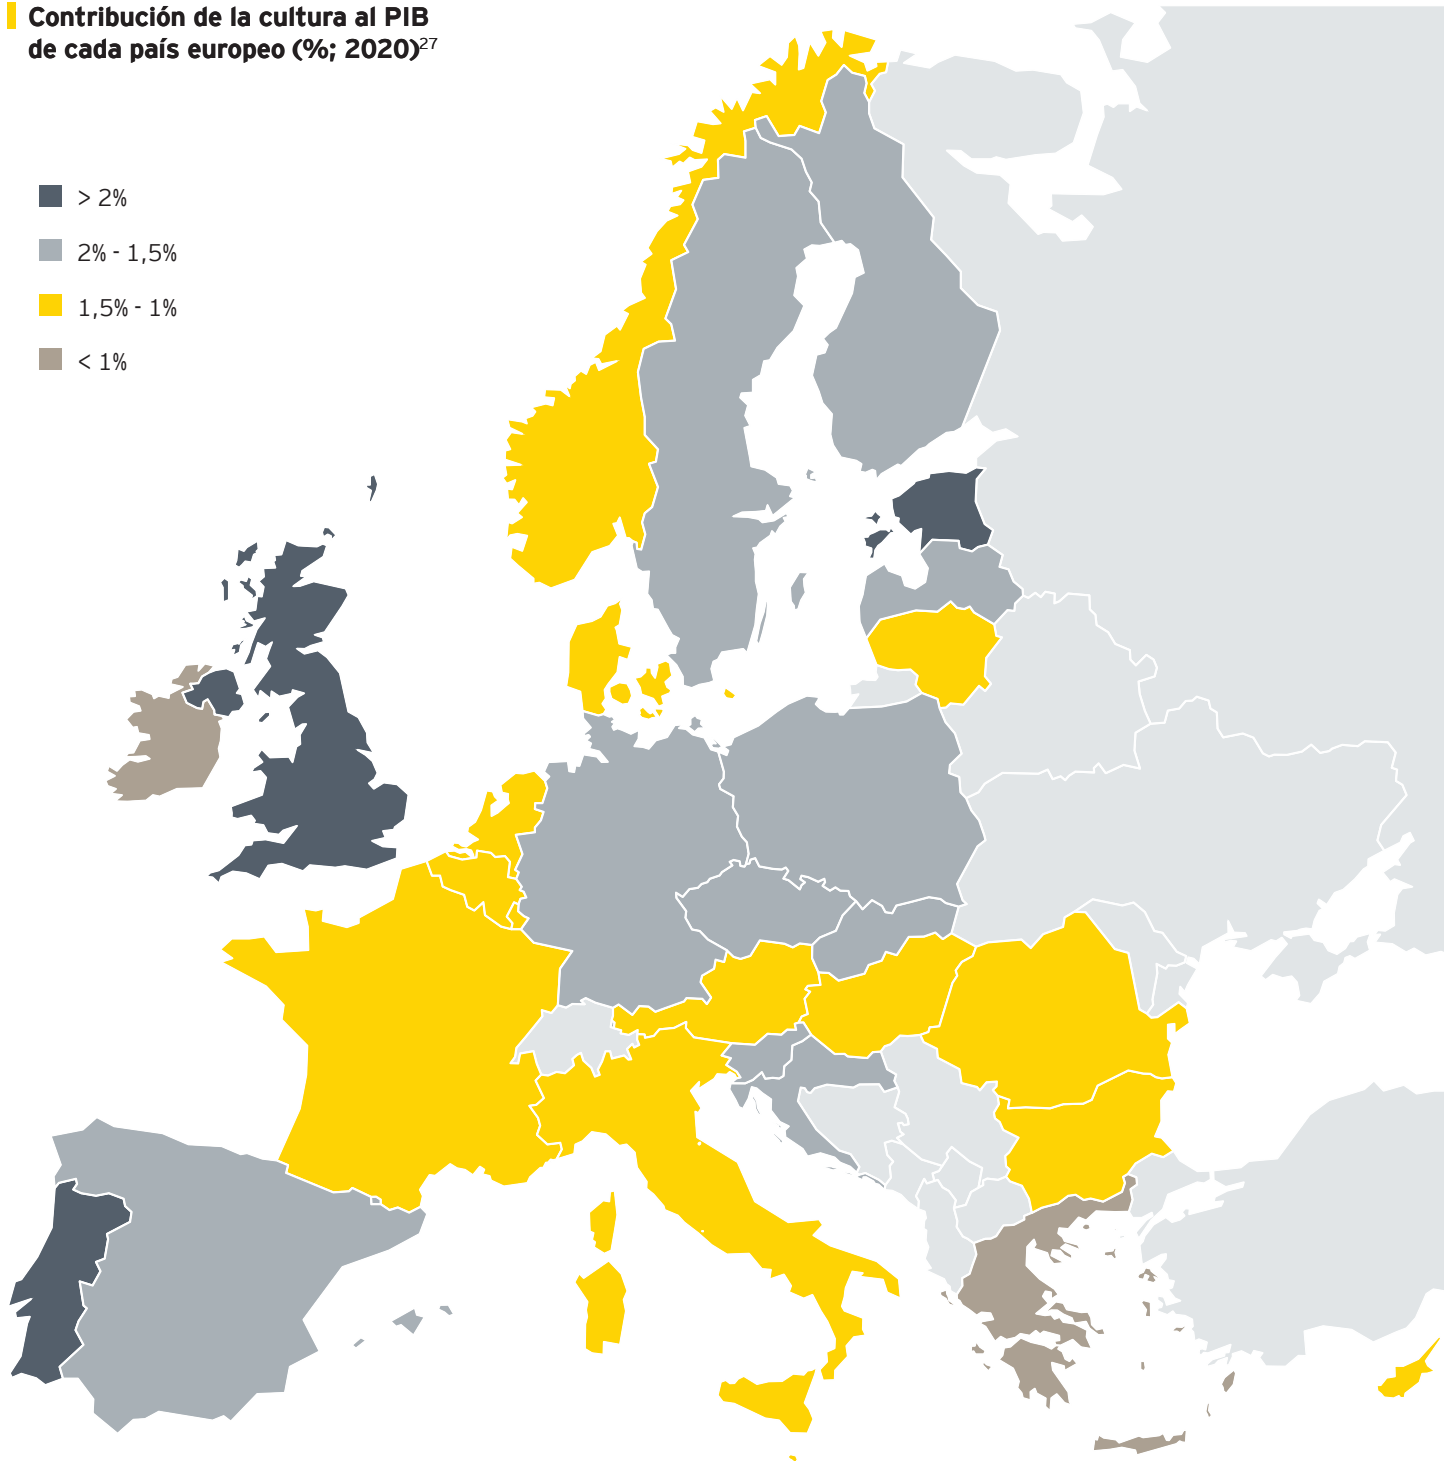 Contribución de la cultura al PIB
de cada país europeo (%; 2020)27
> 2%
2% - 1,5%
1,5% - 1%
< 1%